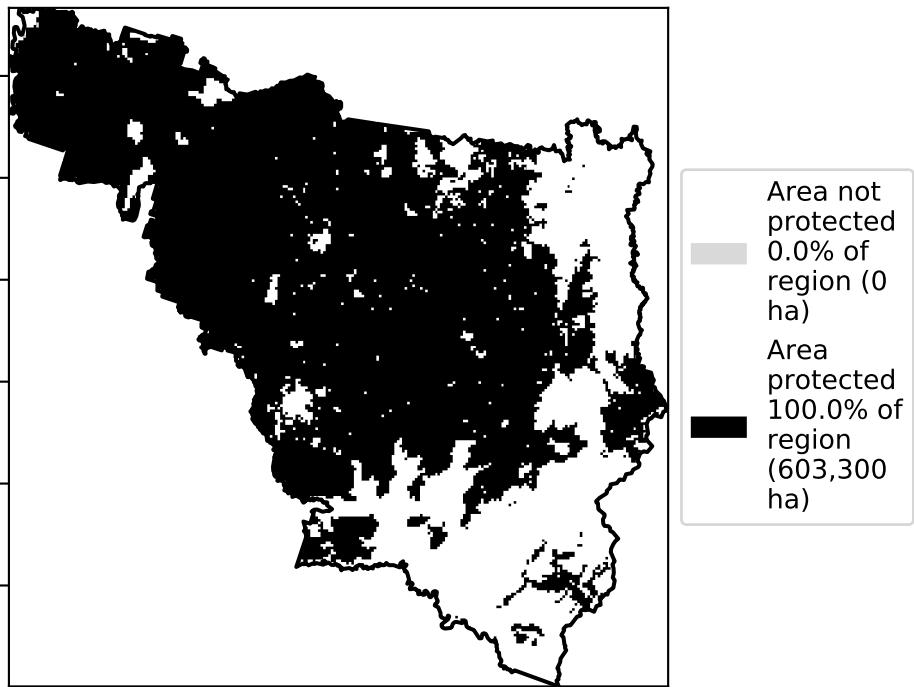 Area not
protected
0.0% of
region (0
ha)
Area
protected
100.0% of
region
(603,300
ha)